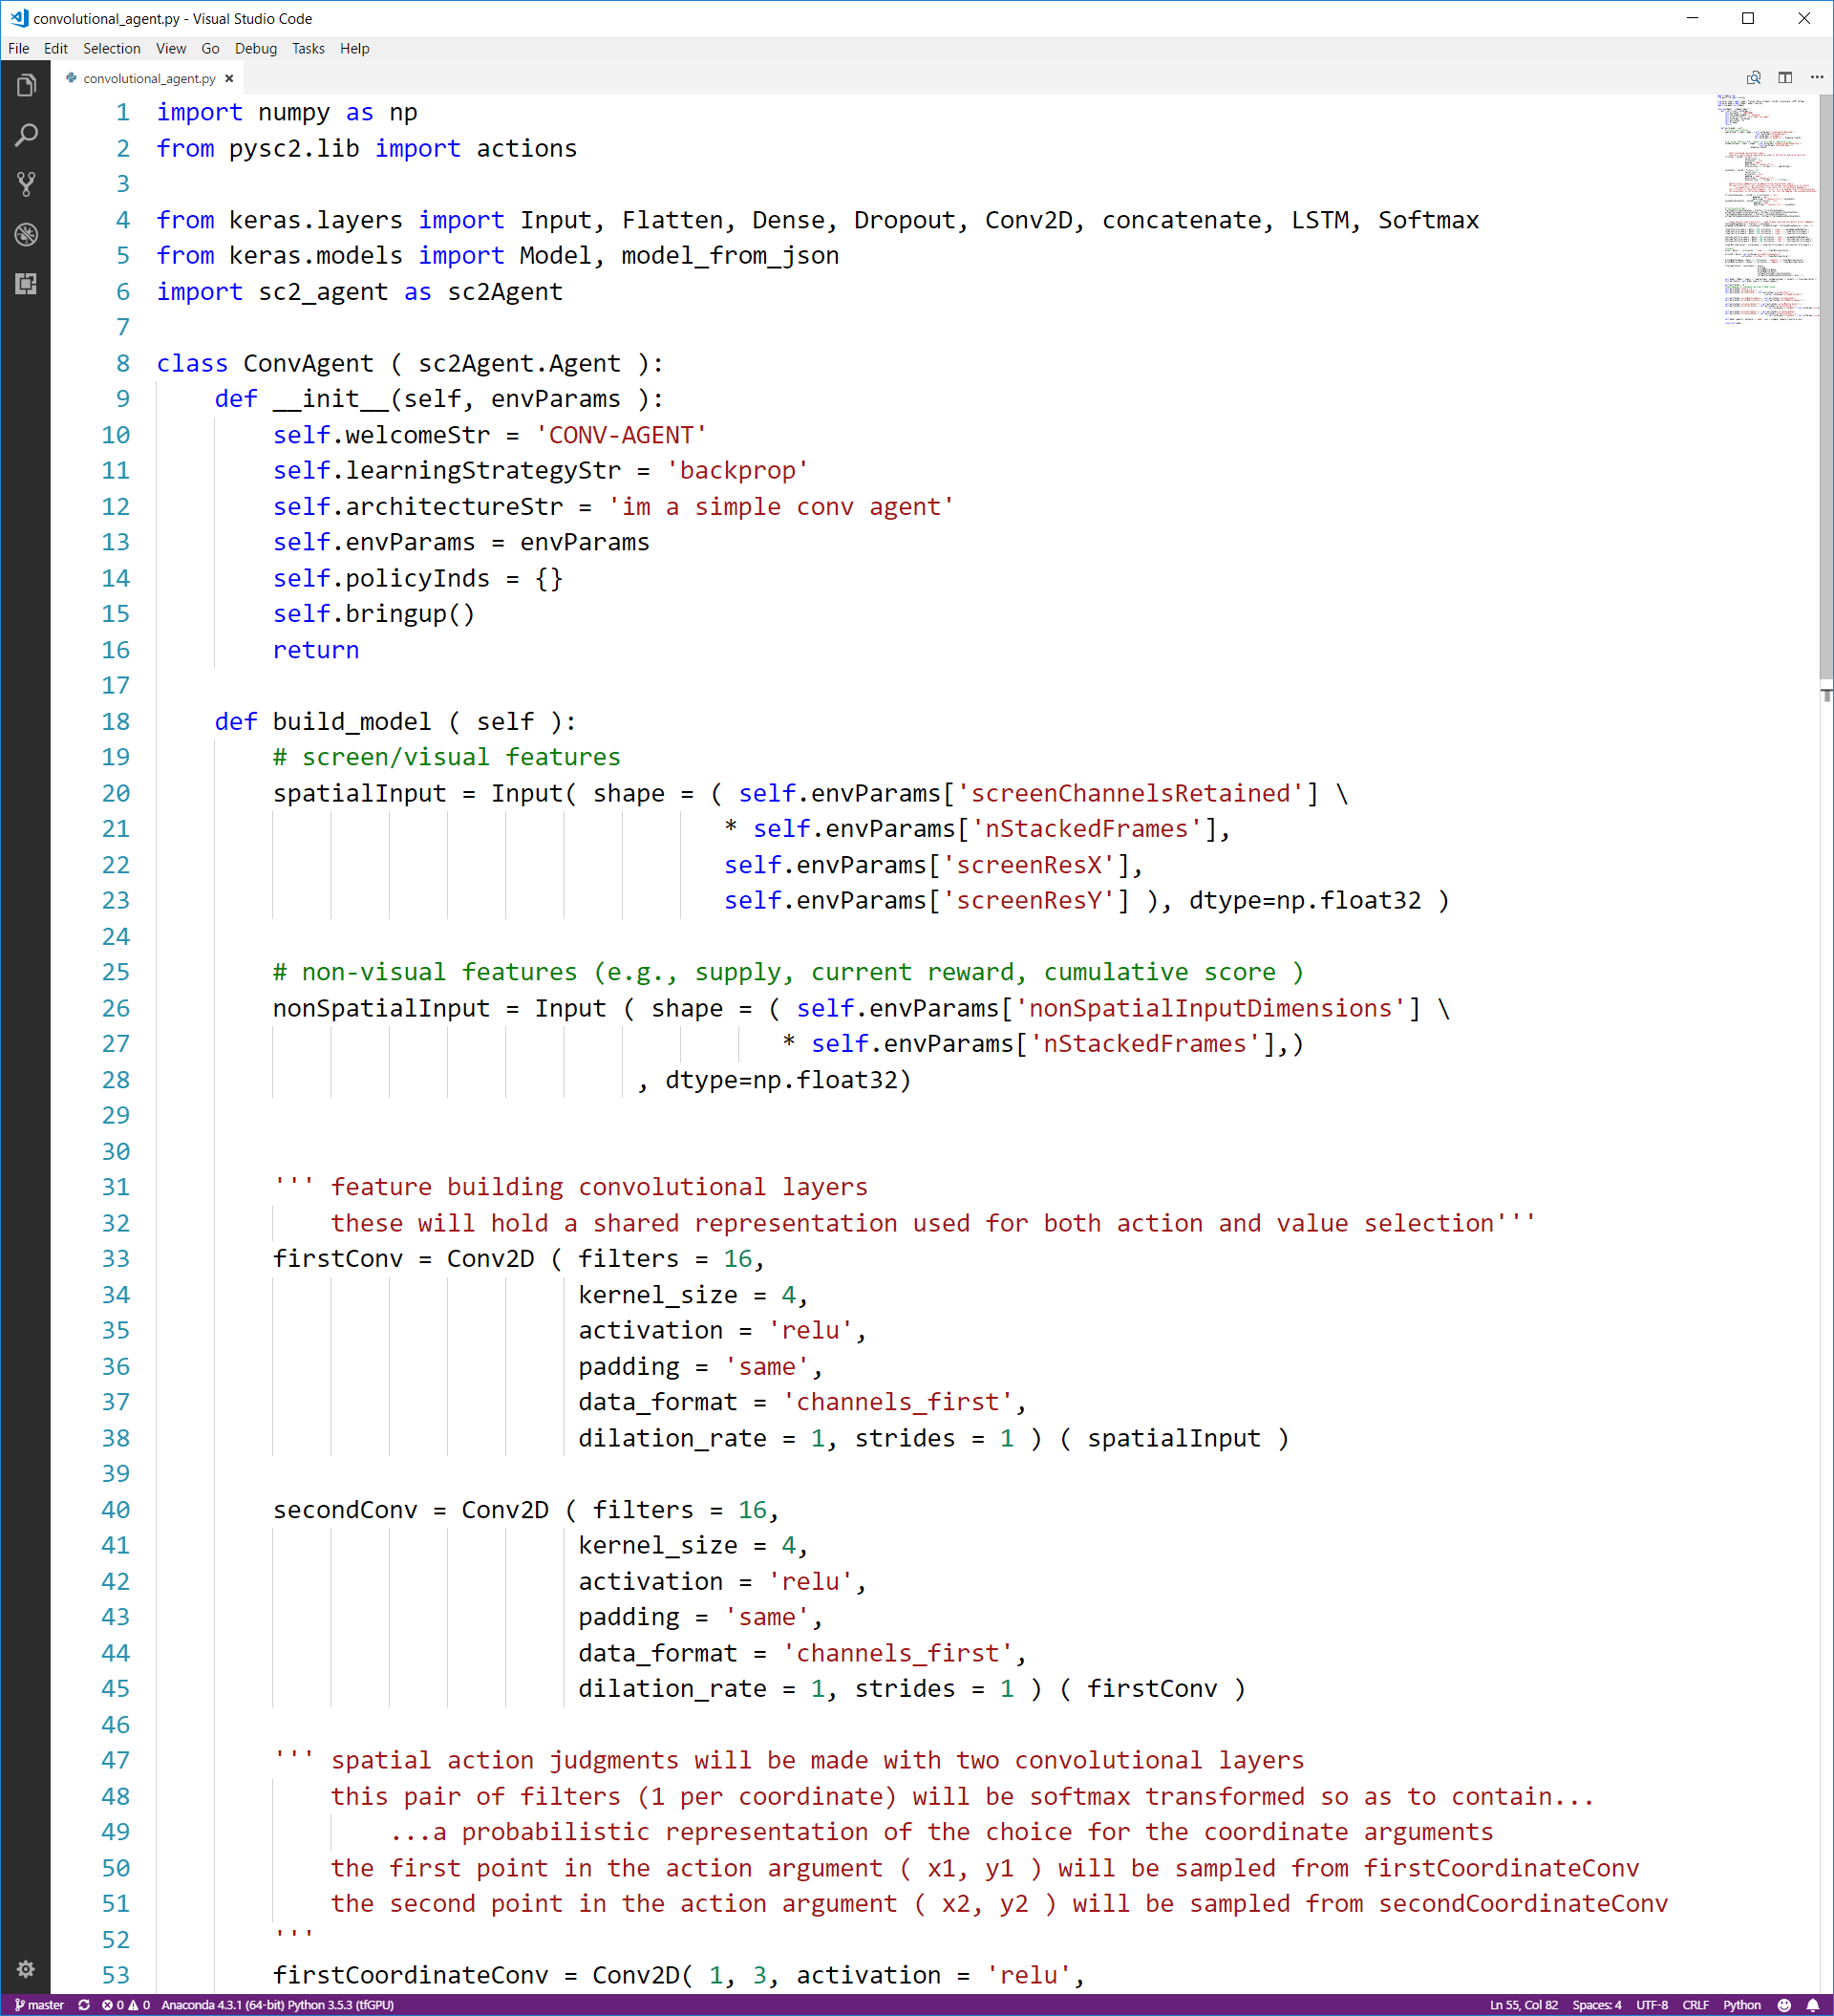 convolutional_agent.py - Visual Studio Code
File Edit Selection View Go Debug Tasks Help
convolutional_agent.py
1 import numpy as np
2 from pysc2.lib import actions
3
4 from keras.layers import Input, Flatten, Dense, Dropout, Conv2D, concatenate, LSTM, Softmax
5 from keras.models import Model, model_from_json
6 import sc2_agent as sc2Agent
7
8 class ConvAgent ( sc2Agent.Agent ):
9 def __init__(self, envParams ):
10 self.welcomeStr = 'CONV-AGENT'
11 self.learningStrategyStr = 'backprop'
12 self.architectureStr = 'im a simple conv agent'
13 self.envParams = envParams
14 self.policyInds = {}
15 self.bringup()
16 return
17
18 def build_model ( self ):
19 # screen/visual features
20 spatialInput = Input( shape = ( self.envParams['screenChannelsRetained'] \
21 * self.envParams['nStackedFrames'],
22 self.envParams['screenResX'],
23 self.envParams['screenResY'] ), dtype=np.float32 )
24
25 # non-visual features (e.g., supply, current reward, cumulative score )
26 nonSpatialInput = Input ( shape = ( self.envParams['nonSpatialInputDimensions'] \
27 * self.envParams['nStackedFrames'],)
28 , dtype=np.float32)
29
30
31 ''' feature building convolutional layers
32 these will hold a shared representation used for both action and value selection'''
33 firstConv = Conv2D ( filters = 16,
34 kernel_size = 4,
35 activation = 'relu',
36 padding = 'same',
37 data_format = 'channels_first',
38 dilation_rate = 1, strides = 1 ) ( spatialInput )
39
40 secondConv = Conv2D ( filters = 16,
41 kernel_size = 4,
42 activation = 'relu',
43 padding = 'same',
44 data_format = 'channels_first',
45 dilation_rate = 1, strides = 1 ) ( firstConv )
46
47 ''' spatial action judgments will be made with two convolutional layers
48 this pair of filters (1 per coordinate) will be softmax transformed so as to contain...
49 ...a probabilistic representation of the choice for the coordinate arguments
50 the first point in the action argument ( x1, y1 ) will be sampled from firstCoordinateConv
51 the second point in the action argument ( x2, y2 ) will be sampled from secondCoordinateConv
52 '''
53 firstCoordinateConv = Conv2D( 1, 3, activation = 'relu',
master 0 0 Anaconda 4.3.1 (64-bit) Python 3.5.3 (tfGPU) Ln 55, Col 82 Spaces: 4 UTF-8 CRLF Python